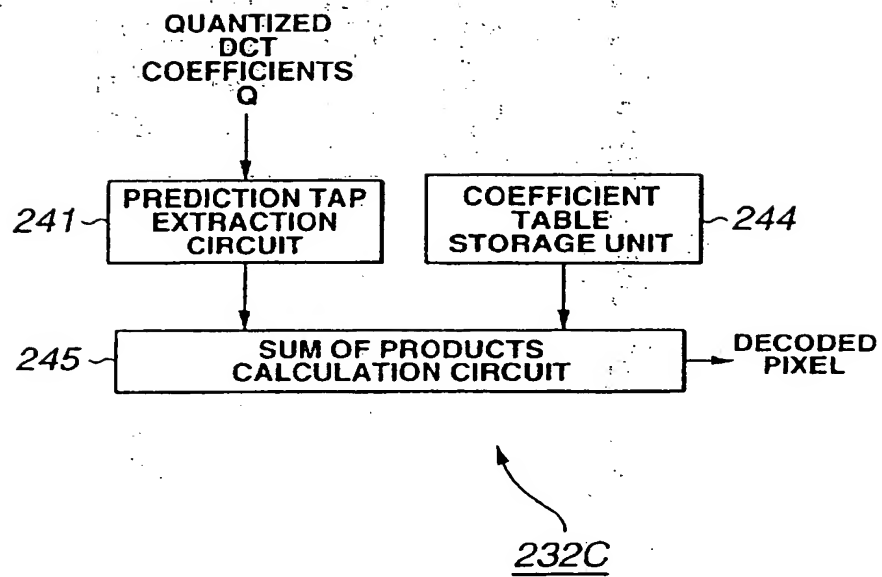 QUANTIZED
DCT
COEFFICIENTS
Q
241
PREDICTION TAP
EXTRACTION
CIRCUIT
COEFFICIENT
TABLE
STORAGE UNIT
244
245
SUM OF PRODUCTS
CALCULATION CIRCUIT
DECODED
PIXEL
232C